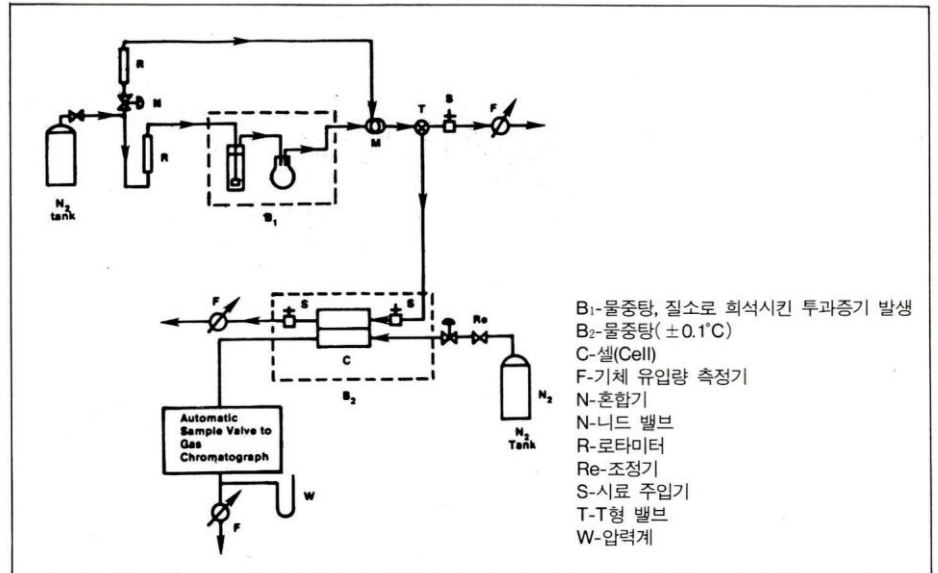 R
N
T
S
F
R
M
N₂
tank
B₁
F
S
S
Re
C
B₂
N₂
N₂
Tank
Automatic
Sample Valve to
Gas
Chromatograph
W
F
B₁-물중탕, 질소로 희석시킨 투과증기 발생
B₂-물중탕(±0.1°C)
C-셀(Cell)
F-기체 유입량 측정기
N-혼합기
N-니드 밸브
R-로타미터
Re-조정기
S-시료 주입기
T-T형 밸브
W-압력계